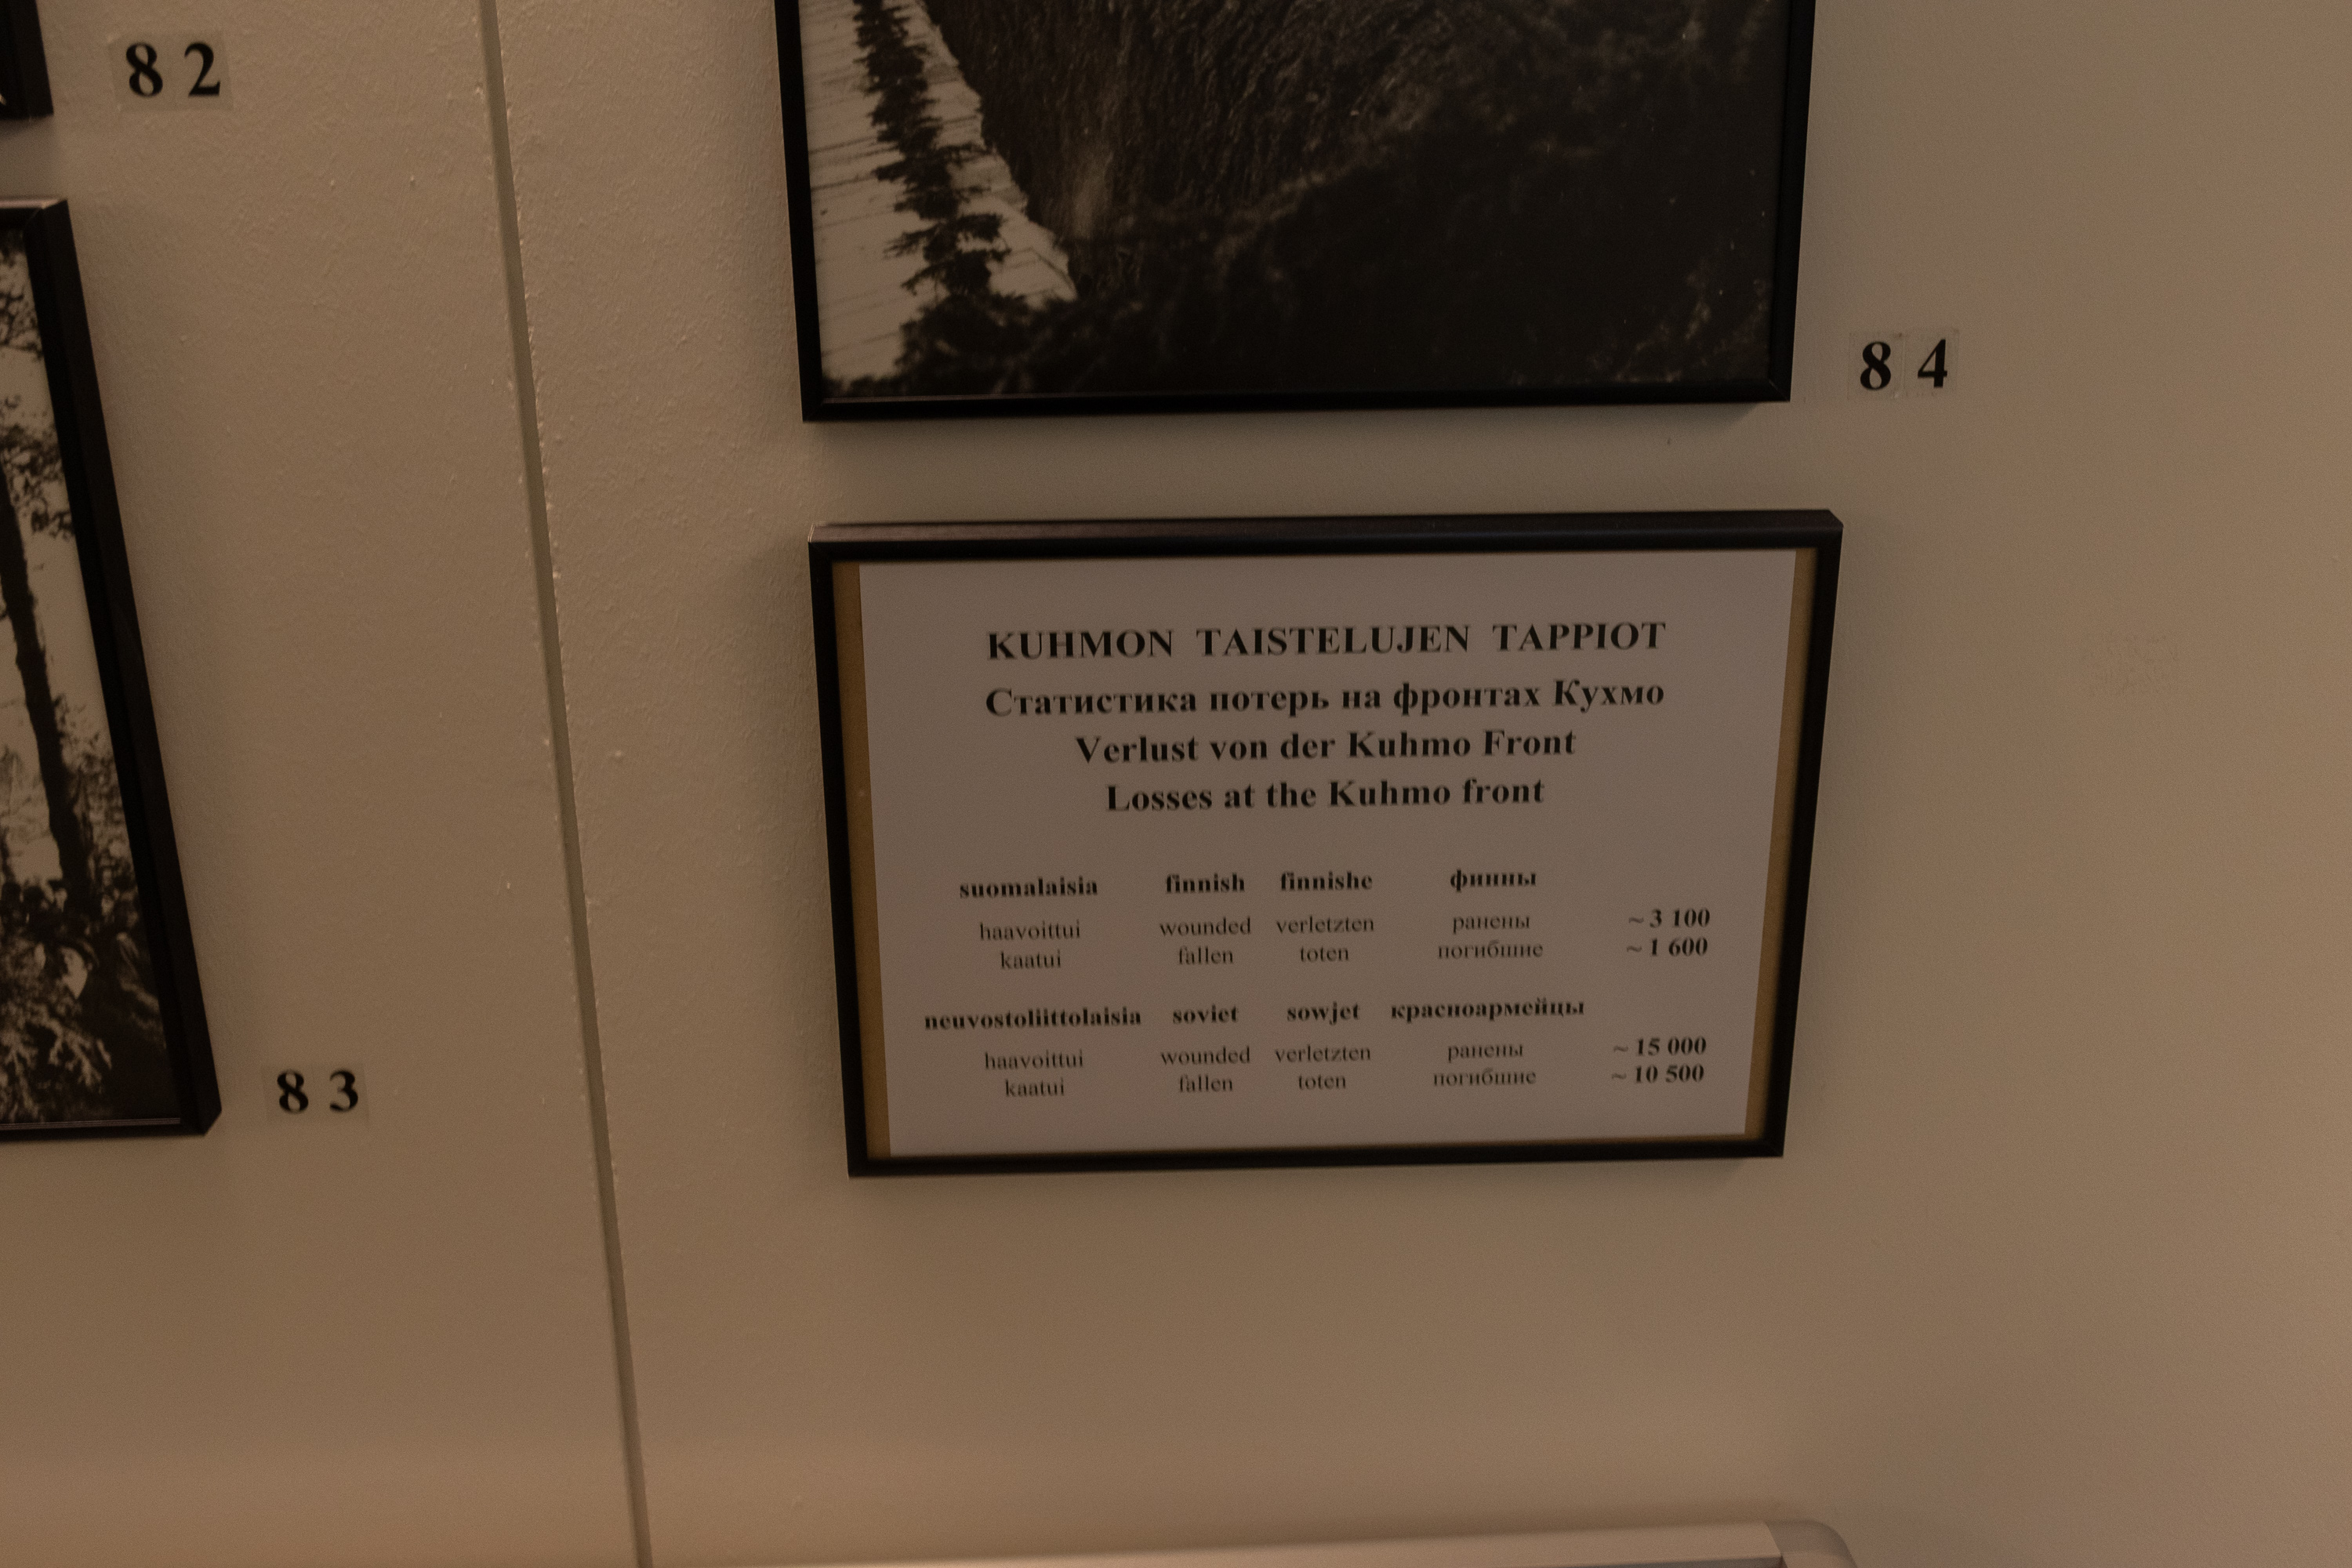 82
83
84
KUHMON TAISTELUJEN TAPPIOT
Статистика потерь на фронтах Кухмо
Verlust von der Kuhmo Front
Losses at the Kuhmo front
suomalaisia finnish finnishe финны
haavoittui wounded verletzten ранены ~ 3 100
kaatui fallen toten погибшие ~ 1 600
neuvostoliittolaisia soviet sowjet красноармейцы
haavoittui wounded verletzten ранены ~ 15 000
kaatui fallen toten погибшие ~ 10 500